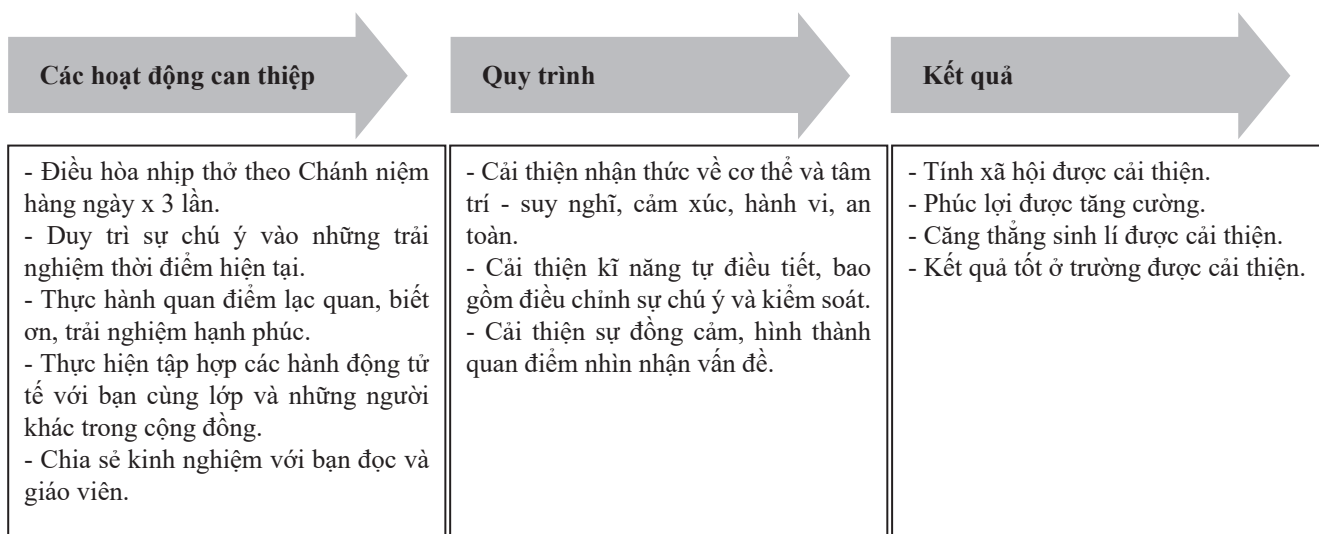 Các hoạt động can thiệp
Quy trình
Kết quả
- Điều hòa nhịp thở theo Chánh niệm
hàng ngày x 3 lần.
- Duy trì sự chú ý vào những trải
nghiệm thời điểm hiện tại.
- Thực hành quan điểm lạc quan, biết
ơn, trải nghiệm hạnh phúc.
- Thực hiện tập hợp các hành động tử
tế với bạn cùng lớp và những người
khác trong cộng đồng.
- Chia sẻ kinh nghiệm với bạn đọc và
giáo viên.
- Cải thiện nhận thức về cơ thể và tâm
trí - suy nghĩ, cảm xúc, hành vi, an
toàn.
- Cải thiện kĩ năng tự điều tiết, bao
gồm điều chỉnh sự chú ý và kiểm soát.
- Cải thiện sự đồng cảm, hình thành
quan điểm nhìn nhận vấn đề.
- Tính xã hội được cải thiện.
- Phúc lợi được tăng cường.
- Căng thẳng sinh lí được cải thiện.
- Kết quả tốt ở trường được cải thiện.